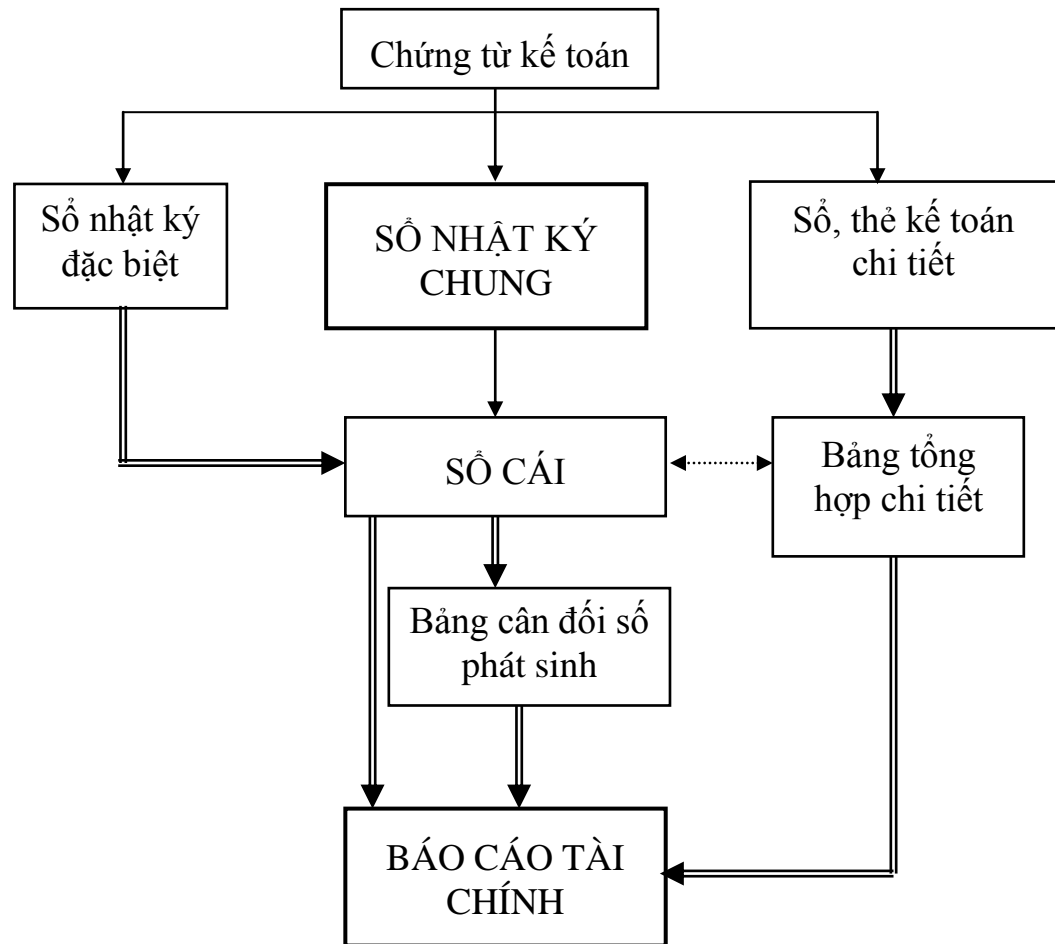 Chứng từ kế toán
Sổ nhật ký
đặc biệt
SỔ NHẬT KÝ
CHUNG
Sổ, thẻ kế toán
chi tiết
SỔ CÁI
Bảng tổng
hợp chi tiết
Bảng cân đối số
phát sinh
BÁO CÁO TÀI
CHÍNH